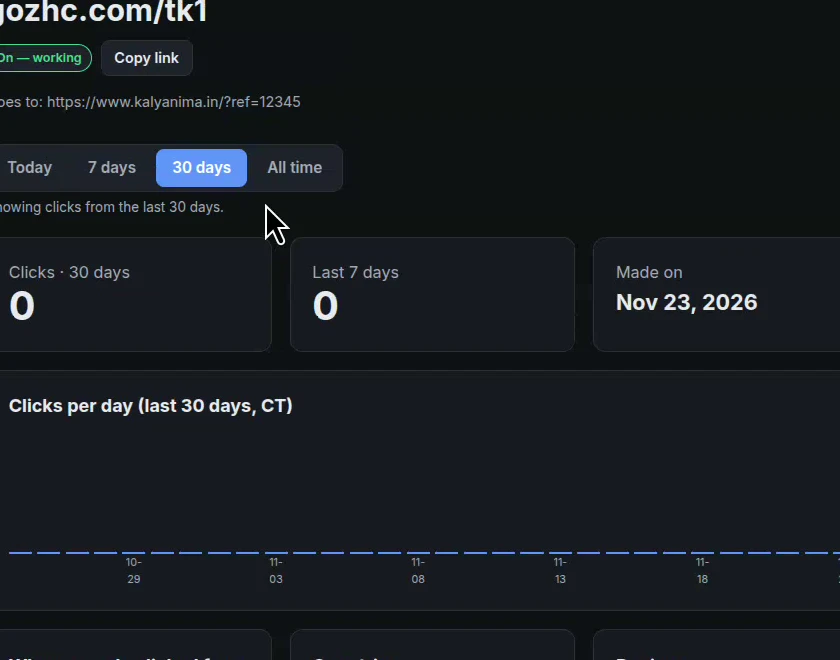 gozhc.com/tk1
On — working
Copy link
oes to: https://www.kalyanima.in/?ref=12345
Today
7 days
30 days
All time
howing clicks from the last 30 days.
Clicks · 30 days
0
Last 7 days
0
Made on
Nov 23, 2026
Clicks per day (last 30 days, CT)
10-
29
11-
03
11-
08
11-
13
11-
18